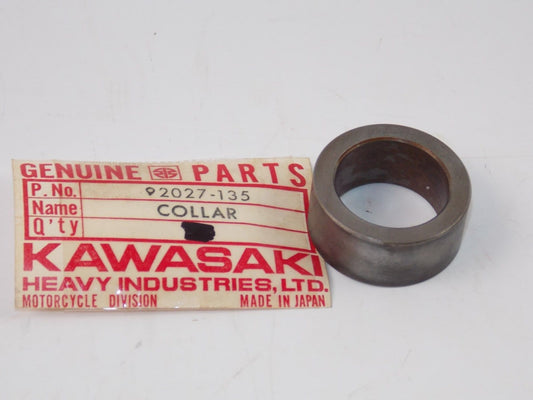 GENUINE PARTS
P. No. 92027-135
Name COLLAR
Q'ty
KAWASAKI
HEAVY INDUSTRIES, LTD.
MOTORCYCLE DIVISION MADE IN JAPAN